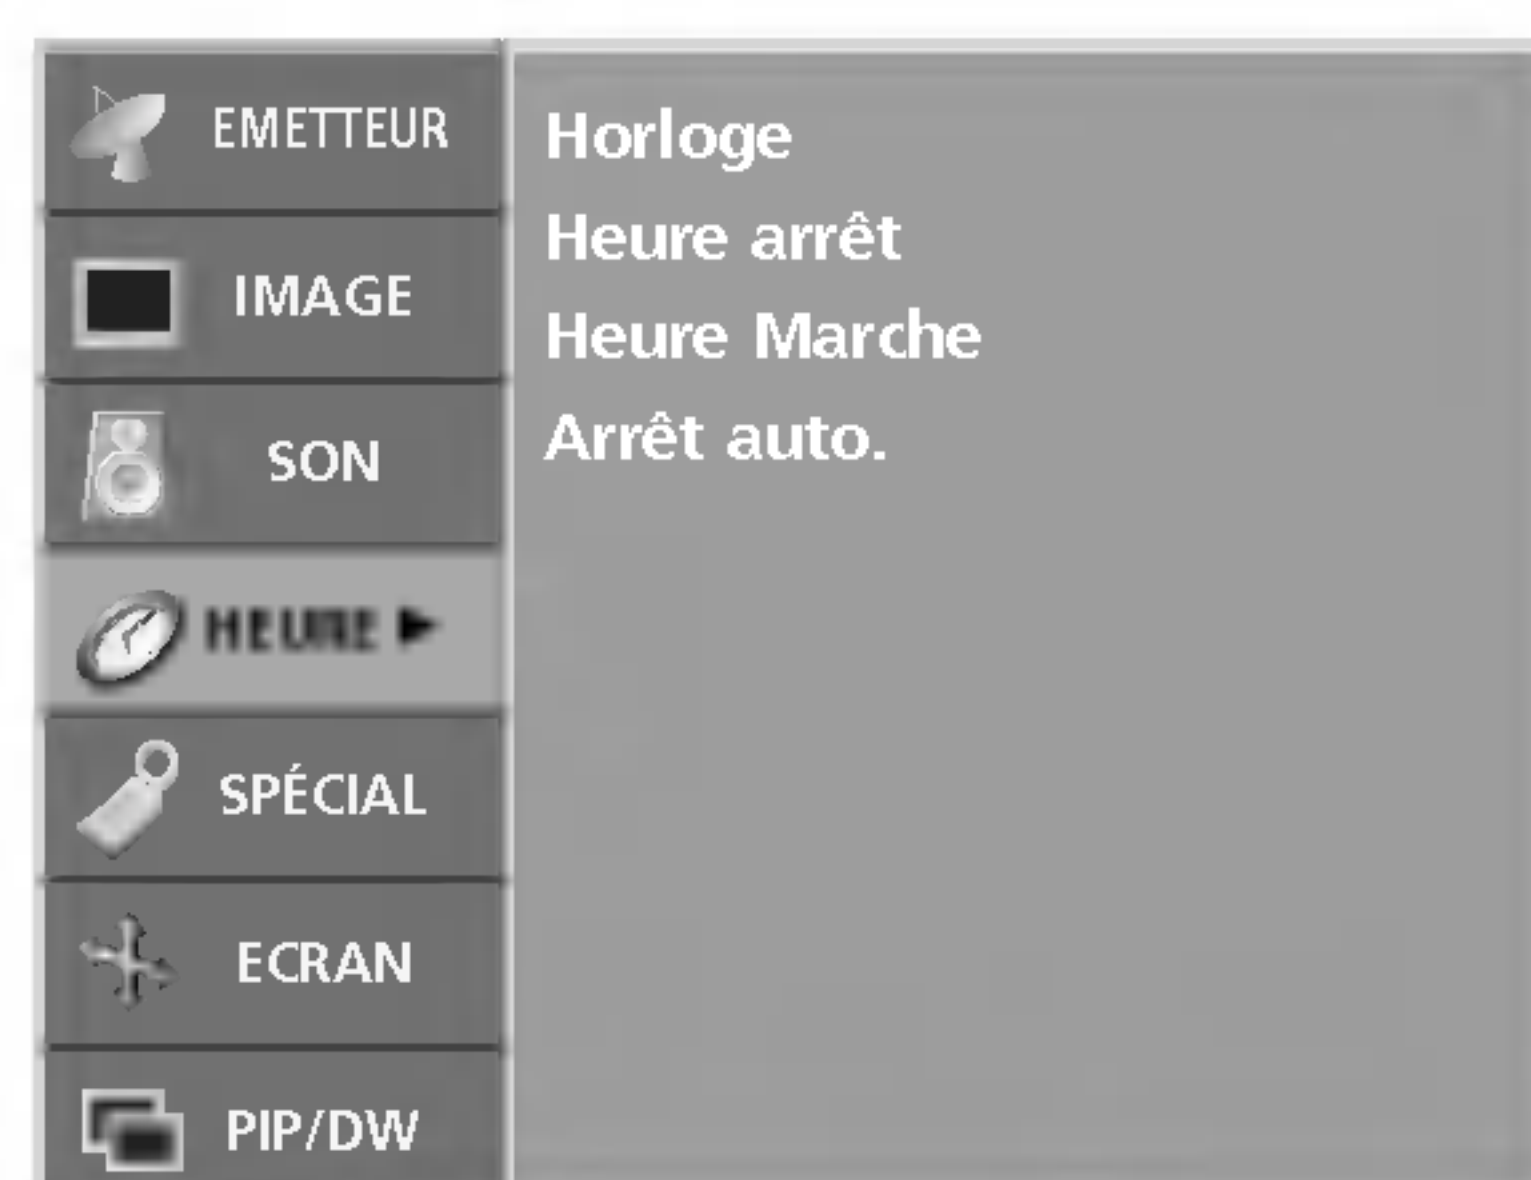 EMETTEUR
IMAGE
SON
HEURE ►
SPÉCIAL
ECRAN
PIP/DW
Horloge
Heure arrêt
Heure Marche
Arrêt auto.